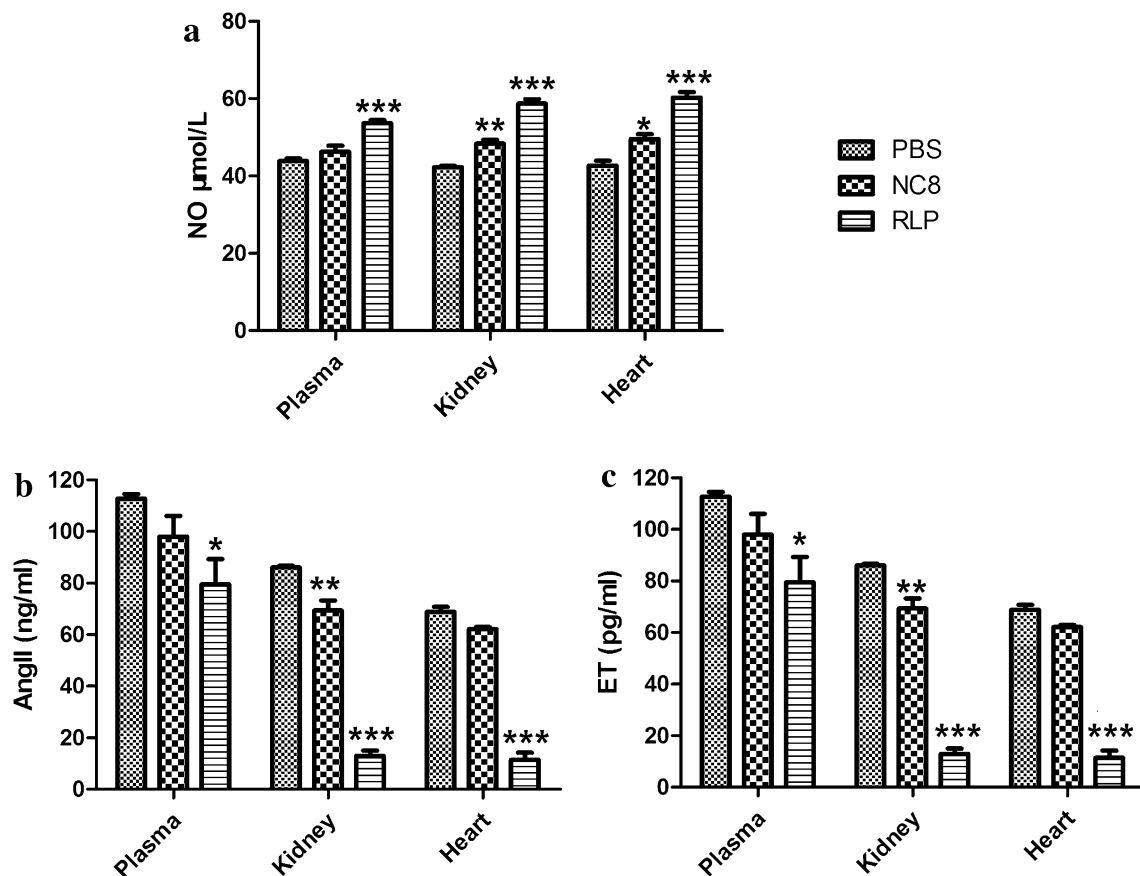 a
80
60
40
20
0
NO µmol/L
***
**
***
*
***
Plasma
Kidney
Heart
PBS
NC8
RLP
b
120
100
80
60
40
20
0
AngII (ng/ml)
*
**
***
***
Plasma
Kidney
Heart
c
120
100
80
60
40
20
0
ET (pg/ml)
*
**
***
***
Plasma
Kidney
Heart